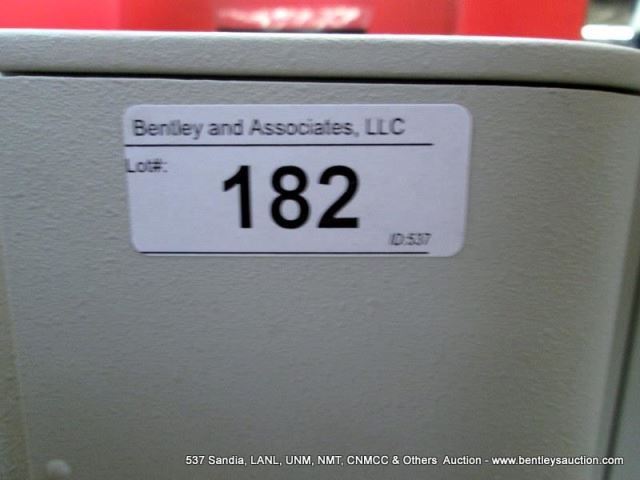 Bentley and Associates, LLC
Lot#:
182
ID:537
537 Sandia, LANL, UNM, NMT, CNMCC & Others Auction - www.bentleysauction.com